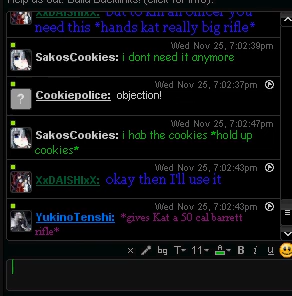 Help us out. Build Backlinks! (click for info).
XxDAISHIxX: but to kill an officer you
need this *hands kat really big rifle*
Wed Nov 25, 7:02:39pm
SakosCookies: i dont need it anymore
Wed Nov 25, 7:02:37pm
Cookiepolice: objection!
Wed Nov 25, 7:02:47pm
SakosCookies: i hab the cookies *hold up
cookies*
Wed Nov 25, 7:02:43pm
XxDAISHIxX: okay then I'll use it
Wed Nov 25, 7:02:43pm
YukinoTenshi: *gives Kat a 50 cal barrett
rifle*
bg T 11 A B i u